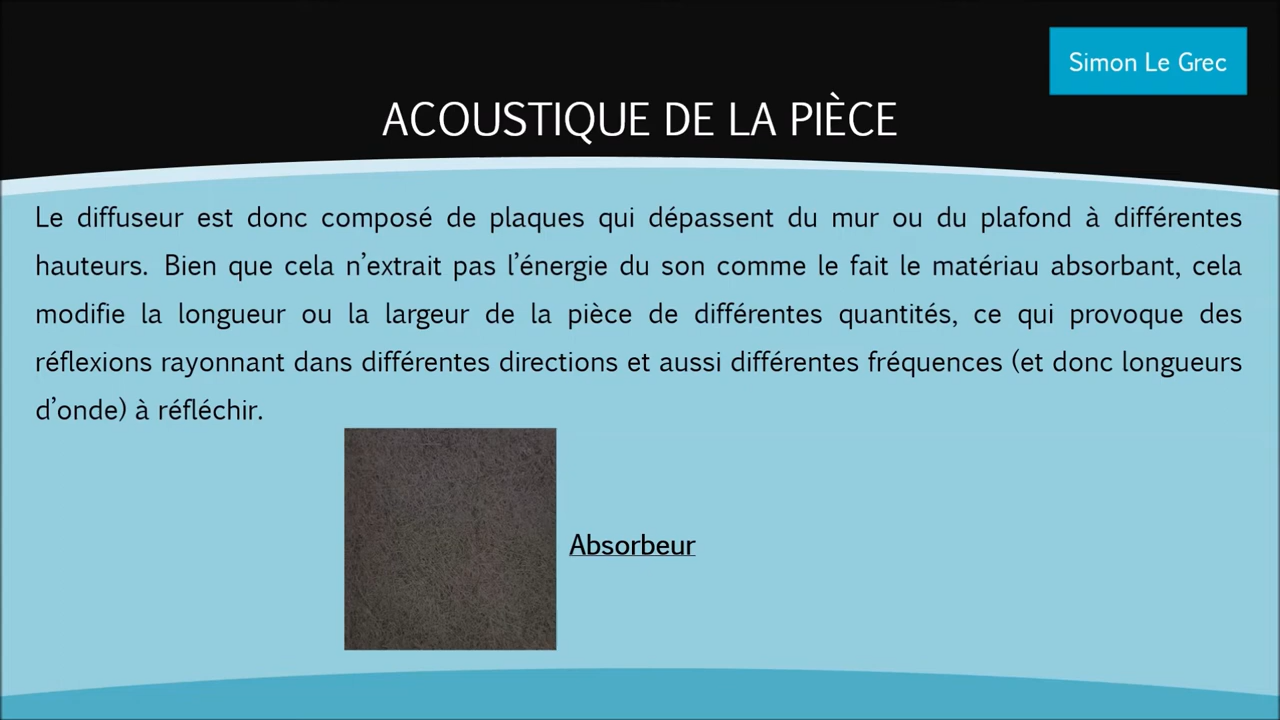 Simon Le Grec
ACOUSTIQUE DE LA PIÈCE
Le diffuseur est donc composé de plaques qui dépassent du mur ou du plafond à différentes
hauteurs. Bien que cela n’extrait pas l’énergie du son comme le fait le matériau absorbant, cela
modifie la longueur ou la largeur de la pièce de différentes quantités, ce qui provoque des
réflexions rayonnant dans différentes directions et aussi différentes fréquences (et donc longueurs
d’onde) à réfléchir.
Absorbeur